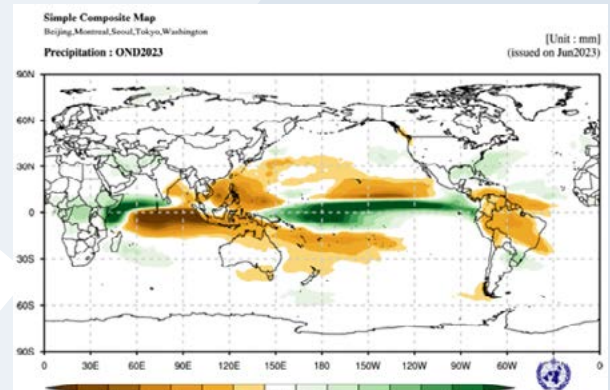 Simple Composite Map
Beijing,Montreal,Seoul,Tokyo,Washington
[Unit : mm]
Precipitation : OND2023
(issued on Jun2023)
90N
60N
30N
0
30S
60S
90S
0 30E 60E 90E 120E 150E 180 150W 120W 90W 60W 0